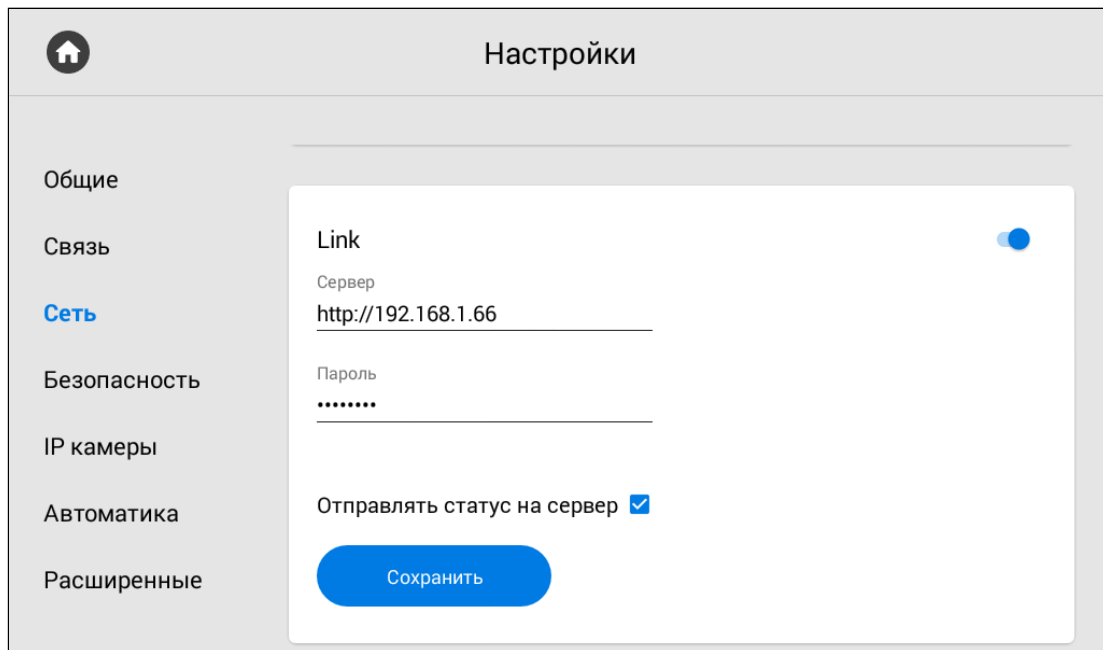 Настройки
Общие
Связь
Сеть
Безопасность
IP камеры
Автоматика
Расширенные
Link
Сервер
http://192.168.1.66
Пароль
••••••••
Отправлять статус на сервер
Сохранить